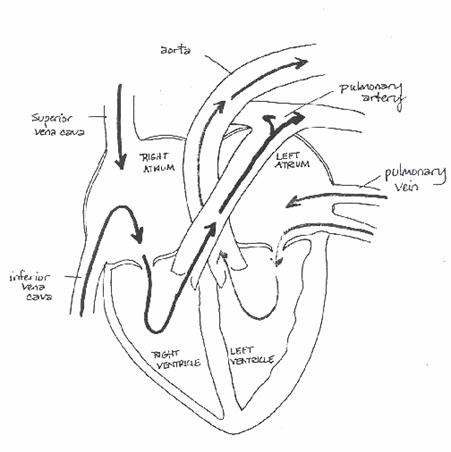 aorta
pulmonary
artery
Superior
vena cava
RIGHT
ATRIUM
LEFT
ATRIUM
pulmonary
vein
inferior
vena
cava
RIGHT
VENTRICLE
LEFT
VENTRICLE